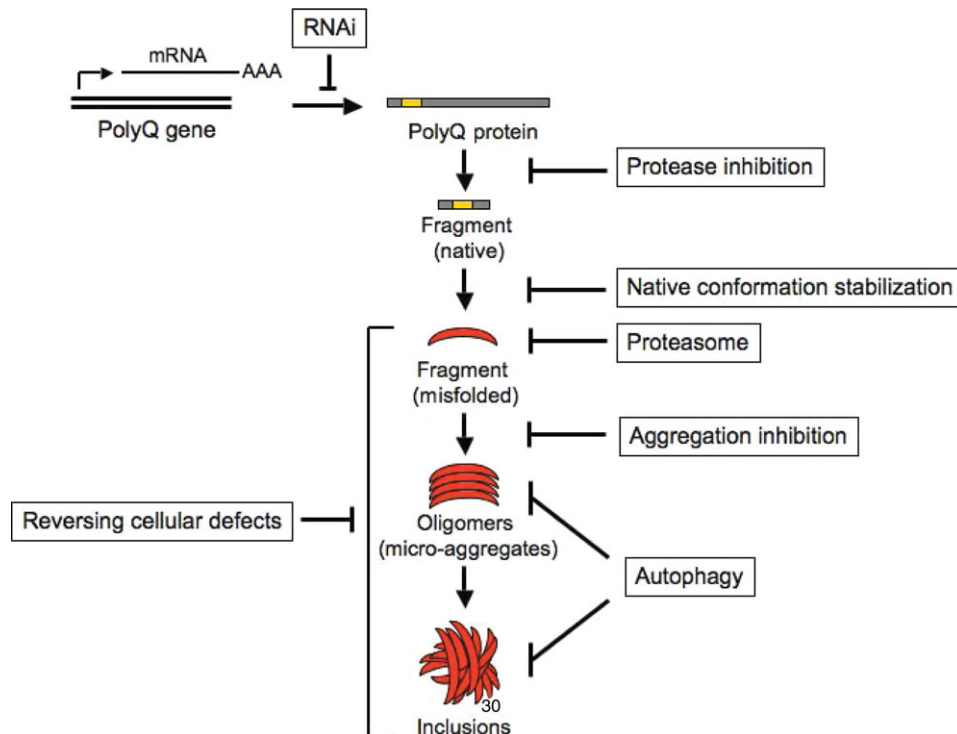 RNAi
mRNA
AAA
PolyQ gene
PolyQ protein
Protease inhibition
Fragment
(native)
Native conformation stabilization
Proteasome
Fragment
(misfolded)
Aggregation inhibition
Reversing cellular defects
Oligomers
(micro-aggregates)
Autophagy
30
Inclusions